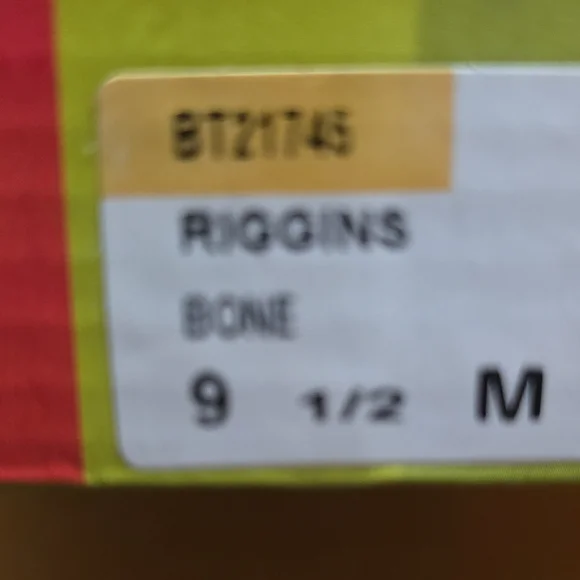 BT21745
RIGGINS
BONE
9 1/2 M